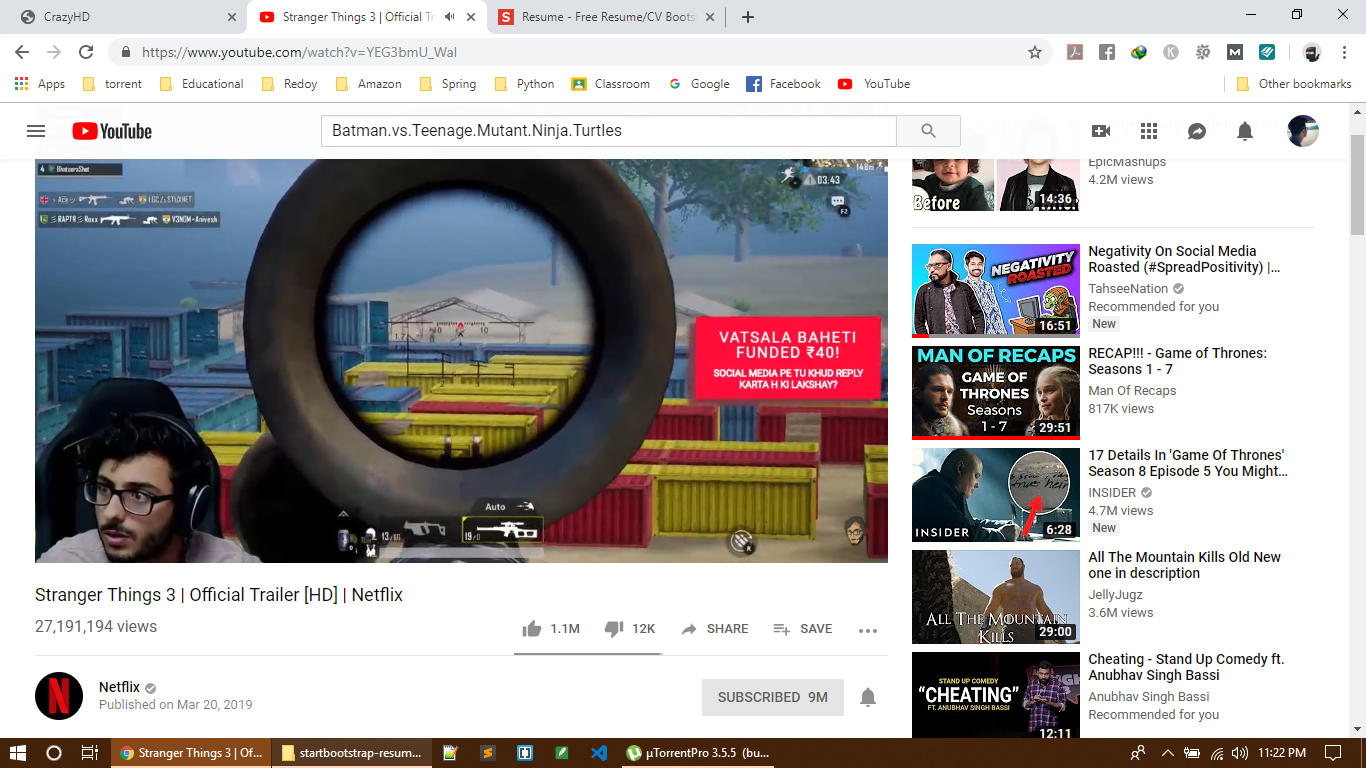 CrazyHD
Stranger Things 3 | Official Tr
Resume - Free Resume/CV Boots
https://www.youtube.com/watch?v=YEG3bmU_WaI
Apps
torrent
Educational
Redoy
Amazon
Spring
Python
Classroom
Google
Facebook
YouTube
Other bookmarks
YouTube
Batman.vs.Teenage.Mutant.Ninja.Turtles
4
03:43
F2
V3NOM-Anivesh
VATSALA BAHETI
FUNDED ₹40!
SOCIAL MEDIA PE TU KHUD REPLY
KARTA H KI LAKSHAY?
Auto
Stranger Things 3 | Official Trailer [HD] | Netflix
27,191,194 views
1.1M
12K
SHARE
SAVE
Netflix
Published on Mar 20, 2019
SUBSCRIBED 9M
Before
14:36
EpicMashups
4.2M views
NEGATIVITY
ROASTED
16:51
Negativity On Social Media
Roasted (#SpreadPositivity) |...
TahseeNation
Recommended for you
New
MAN OF RECAPS
GAME OF
THRONES
Seasons
1 - 7
29:51
RECAP!!! - Game of Thrones:
Seasons 1 - 7
Man Of Recaps
817K views
INSIDER
6:28
17 Details In 'Game Of Thrones'
Season 8 Episode 5 You Might...
INSIDER
4.7M views
New
ALL THE MOUNTAIN
KILLS
29:00
All The Mountain Kills Old New
one in description
JellyJugz
3.6M views
STAND UP COMEDY
“CHEATING”
FT. ANUBHAV SINGH BASSI
12:11
Cheating - Stand Up Comedy ft.
Anubhav Singh Bassi
Anubhav Singh Bassi
Recommended for you
Stranger Things 3 | Of...
startbootstrap-resum...
µTorrentPro 3.5.5 (bu...
11:22 PM